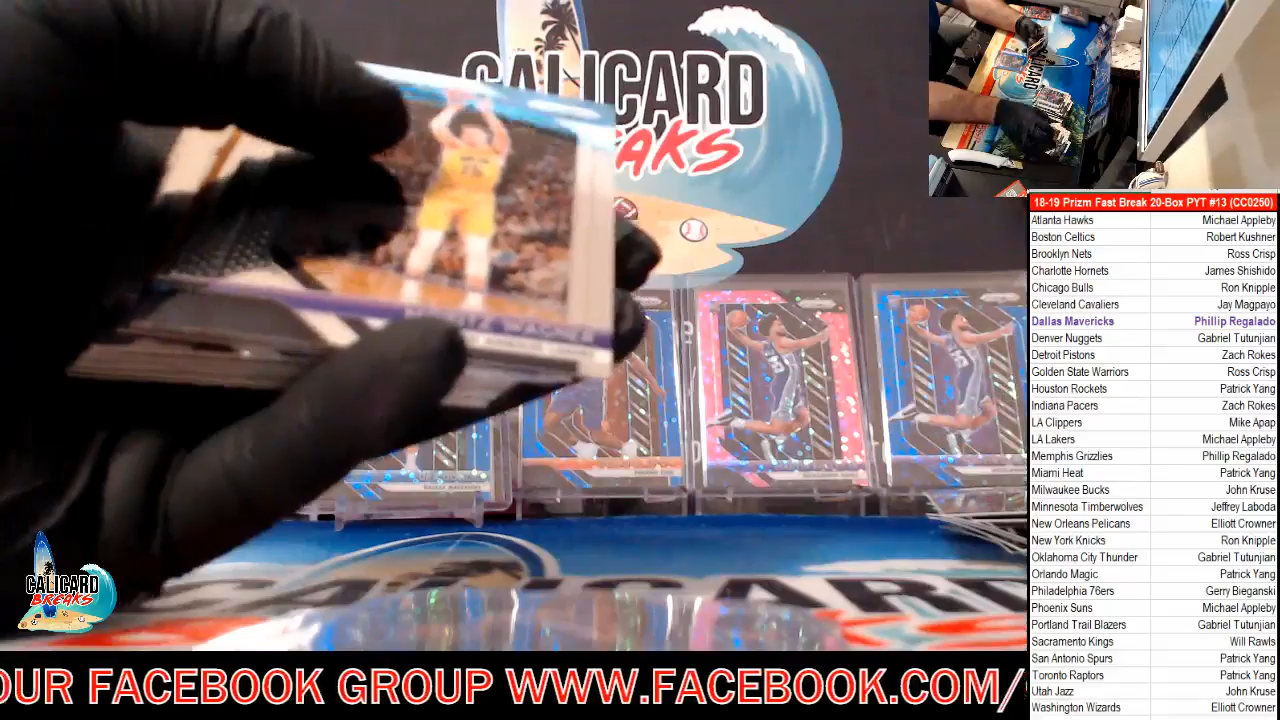 CALICARD
BREAKS
18-19 Prizm Fast Break 20-Box PYT #13 (CC0250)
Atlanta Hawks Michael Appleby
Boston Celtics Robert Kushner
Brooklyn Nets Ross Crisp
Charlotte Hornets James Shishido
Chicago Bulls Ron Knipple
Cleveland Cavaliers Jay Magpayo
Dallas Mavericks Phillip Regalado
Denver Nuggets Gabriel Tutunjian
Detroit Pistons Zach Rokes
Golden State Warriors Ross Crisp
Houston Rockets Patrick Yang
Indiana Pacers Zach Rokes
LA Clippers Mike Apap
LA Lakers Michael Appleby
Memphis Grizzlies Phillip Regalado
Miami Heat Patrick Yang
Milwaukee Bucks John Kruse
Minnesota Timberwolves Jeffrey Laboda
New Orleans Pelicans Elliott Crowner
New York Knicks Ron Knipple
Oklahoma City Thunder Gabriel Tutunjian
Orlando Magic Patrick Yang
Philadelphia 76ers Gerry Bieganski
Phoenix Suns Michael Appleby
Portland Trail Blazers Gabriel Tutunjian
Sacramento Kings Will Rawls
San Antonio Spurs Patrick Yang
Toronto Raptors Patrick Yang
Utah Jazz John Kruse
Washington Wizards Elliott Crowner
CALICARD
BREAKS
OUR FACEBOOK GROUP WWW.FACEBOOK.COM/